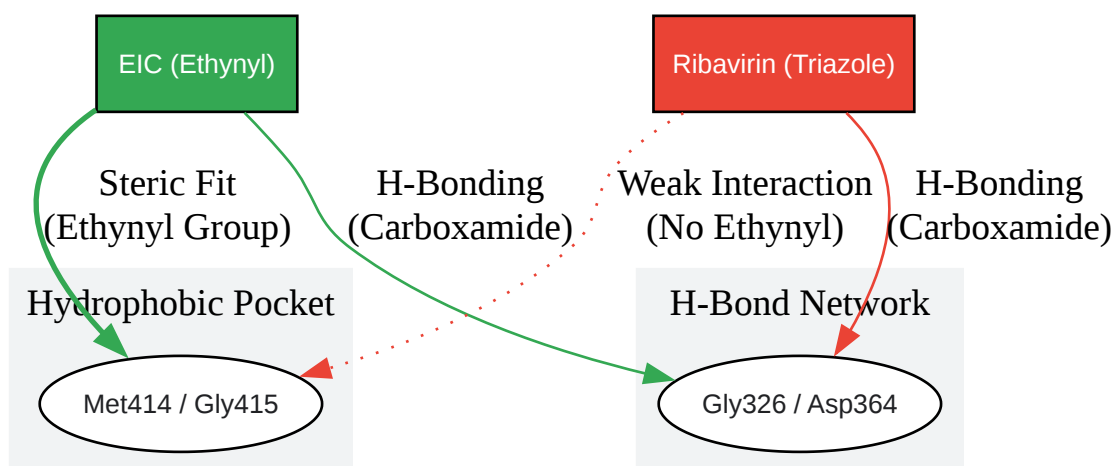 EIC (Ethynyl)
Ribavirin (Triazole)
Steric Fit
(Ethynyl Group)
H-Bonding
(Carboxamide)
Weak Interaction
(No Ethynyl)
H-Bonding
(Carboxamide)
Hydrophobic Pocket
H-Bond Network
Met414 / Gly415
Gly326 / Asp364